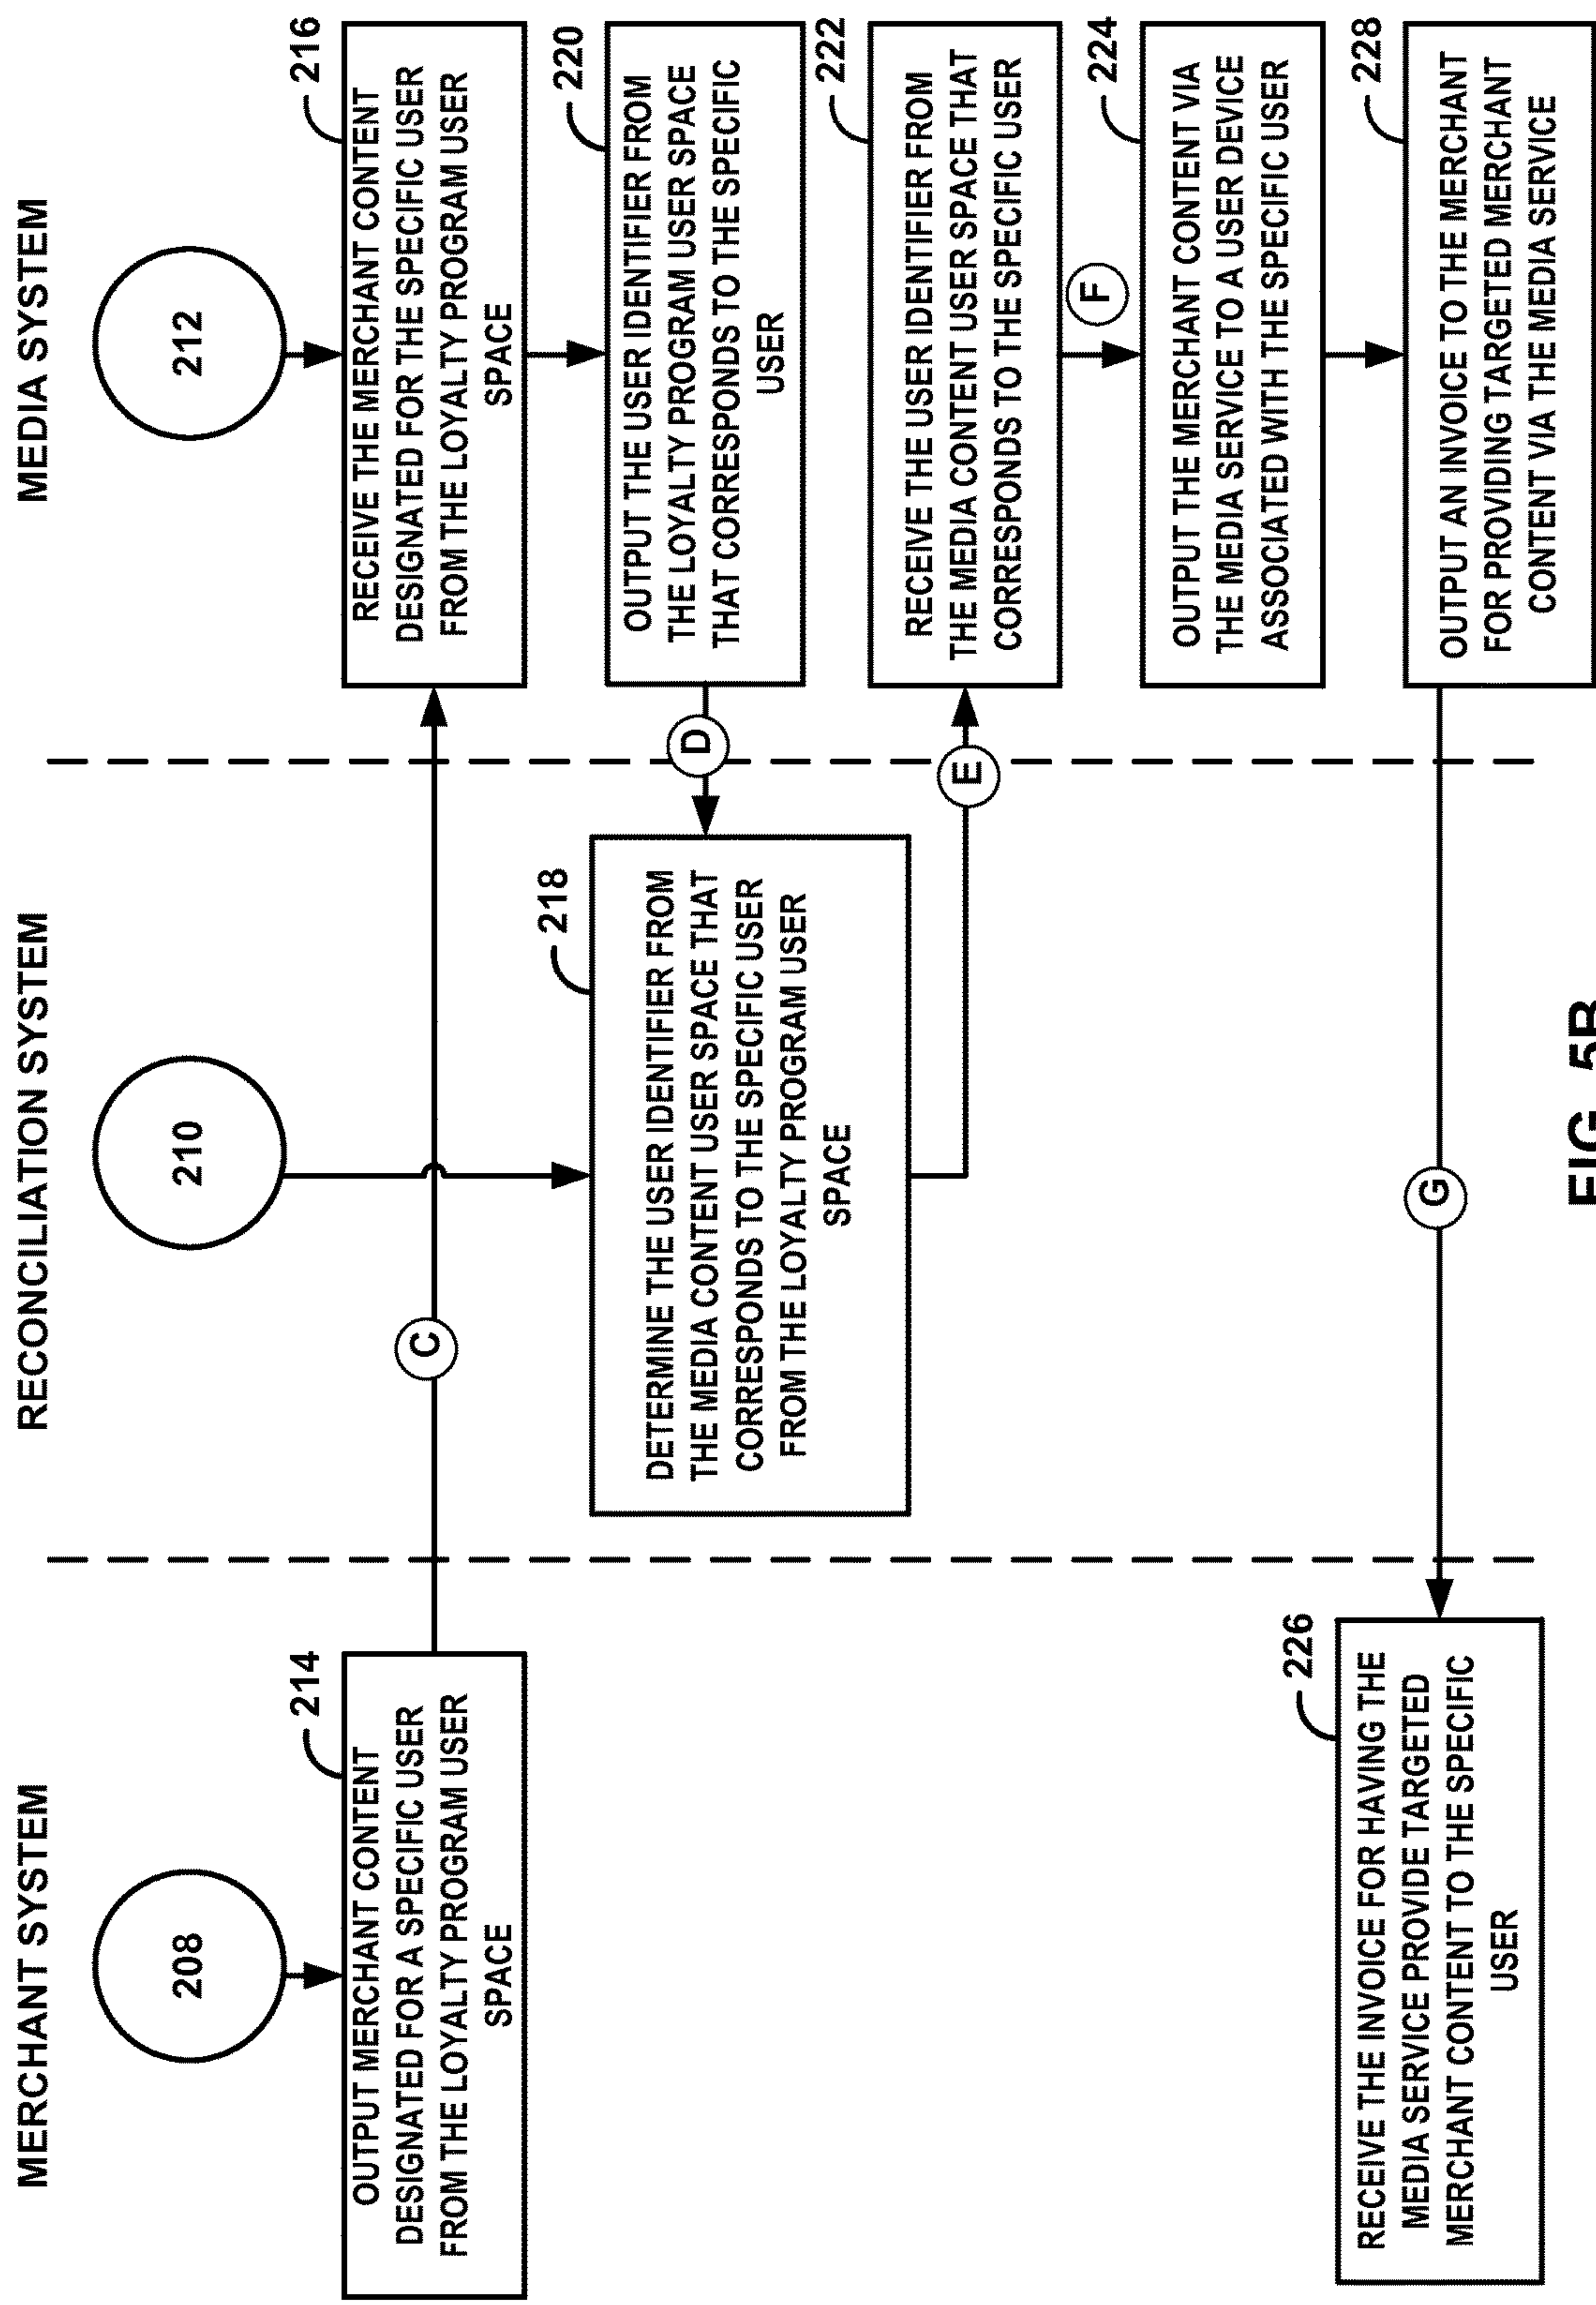 MERCHANT SYSTEM
RECONCILIATION SYSTEM
MEDIA SYSTEM
208
210
212
214
OUTPUT MERCHANT CONTENT
DESIGNATED FOR A SPECIFIC USER
FROM THE LOYALTY PROGRAM USER
SPACE
C
216
RECEIVE THE MERCHANT CONTENT
DESIGNATED FOR THE SPECIFIC USER
FROM THE LOYALTY PROGRAM USER
SPACE
220
OUTPUT THE USER IDENTIFIER FROM
THE LOYALTY PROGRAM USER SPACE
THAT CORRESPONDS TO THE SPECIFIC
USER
D
218
DETERMINE THE USER IDENTIFIER FROM
THE MEDIA CONTENT USER SPACE THAT
CORRESPONDS TO THE SPECIFIC USER
FROM THE LOYALTY PROGRAM USER
SPACE
E
222
RECEIVE THE USER IDENTIFIER FROM
THE MEDIA CONTENT USER SPACE THAT
CORRESPONDS TO THE SPECIFIC USER
F
224
OUTPUT THE MERCHANT CONTENT VIA
THE MEDIA SERVICE TO A USER DEVICE
ASSOCIATED WITH THE SPECIFIC USER
228
OUTPUT AN INVOICE TO THE MERCHANT
FOR PROVIDING TARGETED MERCHANT
CONTENT VIA THE MEDIA SERVICE
G
226
RECEIVE THE INVOICE FOR HAVING THE
MEDIA SERVICE PROVIDE TARGETED
MERCHANT CONTENT TO THE SPECIFIC
USER
FIG. 5B